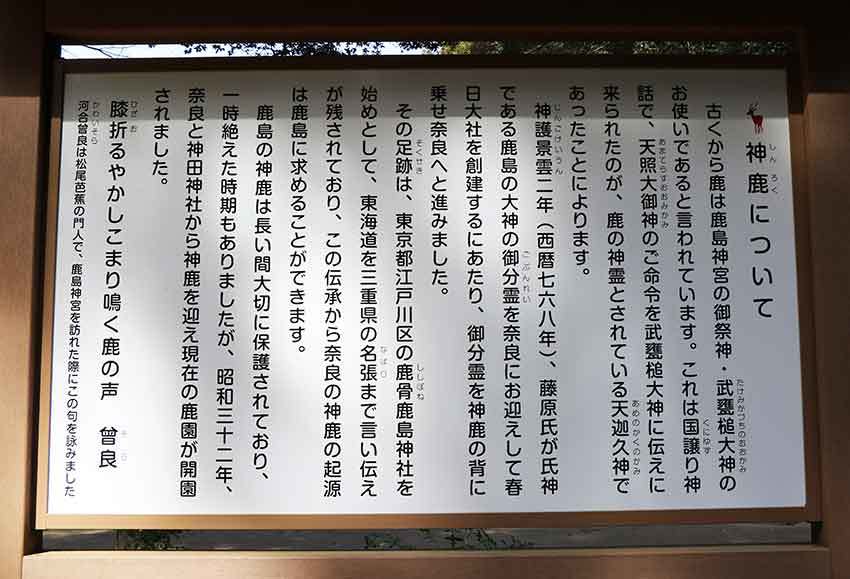 神鹿について
古くから鹿は鹿島神宮の御祭神・武甕槌大神の
お使いであると言われています。これは国譲り神
話で、天照大御神のご命令を武甕槌大神に伝えに
来られたのが、鹿の神霊とされている天迦久神で
あったことによります。
神護景雲二年（西暦七六八年）、藤原氏が氏神
である鹿島の大神の御分霊を奈良にお迎えして春
日大社を創建するにあたり、御分霊を神鹿の背に
乗せ奈良へと進みました。
その足跡は、東京都江戸川区の鹿骨鹿島神社を
始めとして、東海道を三重県の名張まで言い伝え
が残されており、この伝承から奈良の神鹿の起源
は鹿島に求めることができます。
鹿島の神鹿は長い間大切に保護されており、
一時絶えた時期もありましたが、昭和三十二年、
奈良と神田神社から神鹿を迎え現在の鹿園が開園
されました。
膝折るやかしこまり鳴く鹿の声　曾良
河合曾良は松尾芭蕉の門人で、鹿島神宮を訪れた際にこの句を詠みました